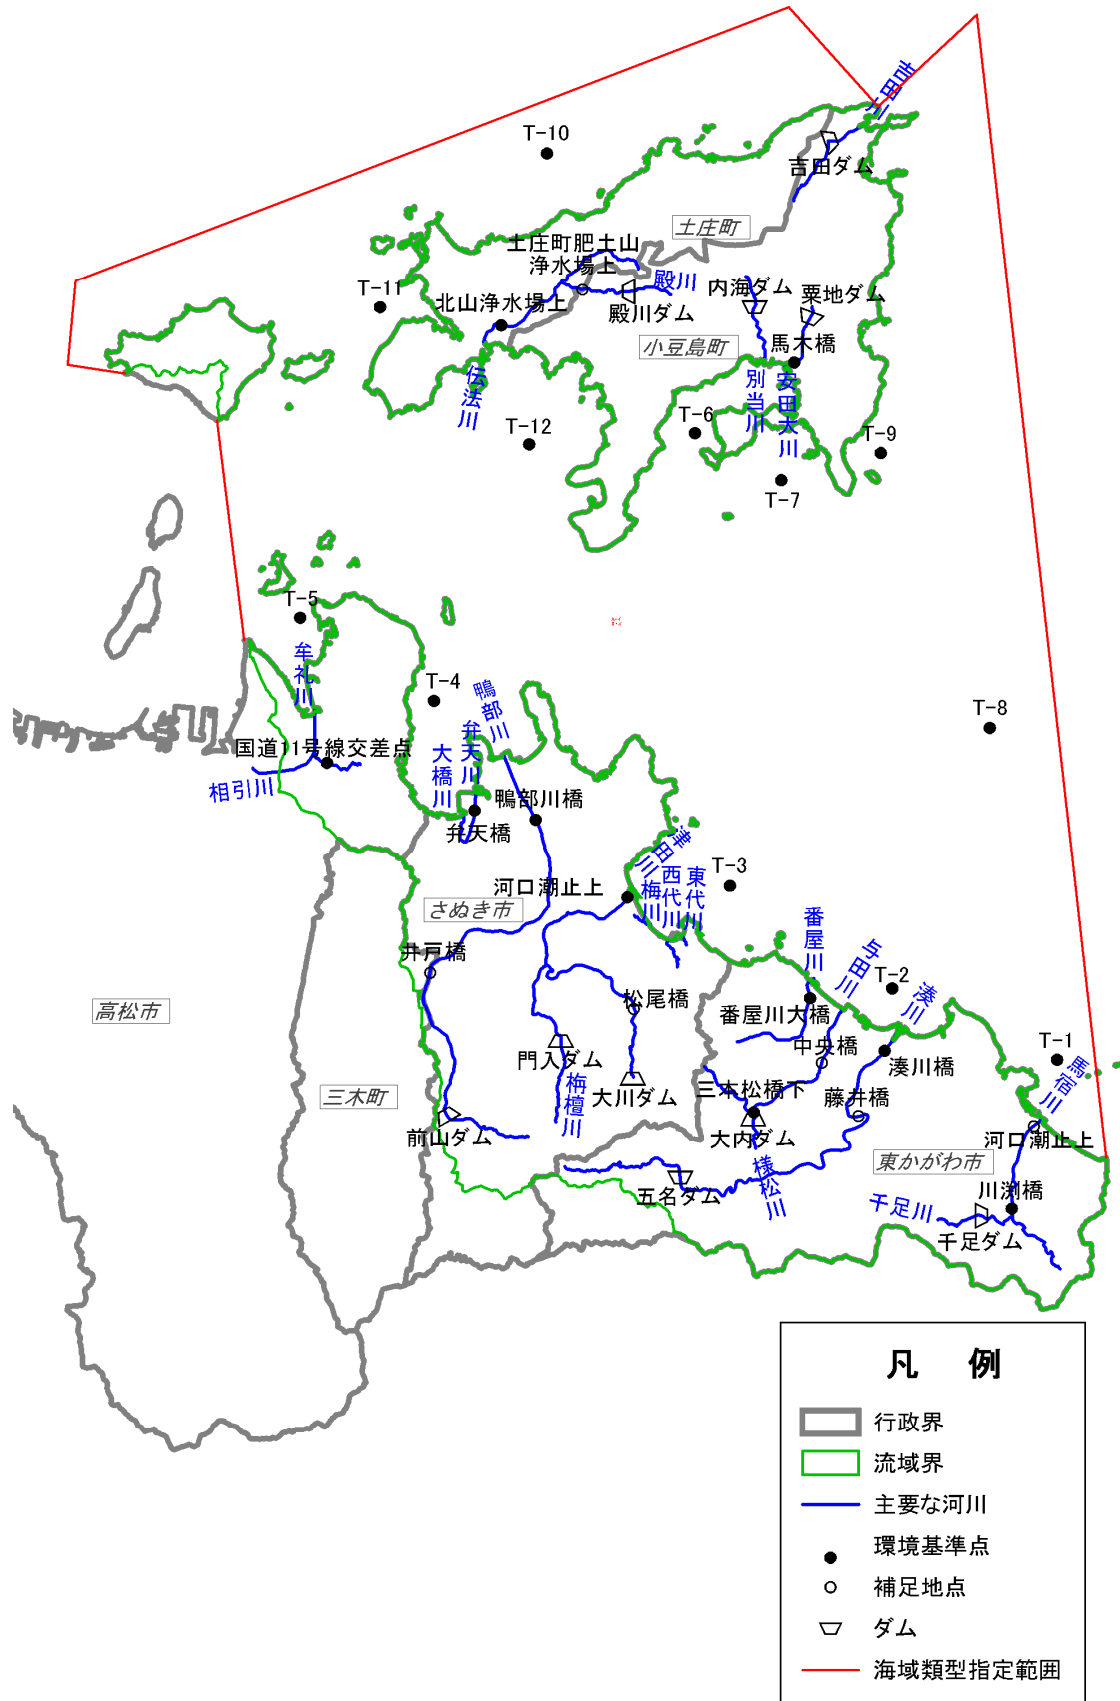 吉田川
T-10
吉田ダム
土庄町
土庄町肥土山
浄水場上
殿川
内海ダム
粟地ダム
T-11
北山浄水場上
殿川ダム
小豆島町
馬木橋
伝法川
別当川
安田大川
T-12
T-6
T-9
T-7
T-5
牟礼川
T-4
鴨部川
T-8
国道11号線交差点
大橋川
弁天川
相引川
鴨部川橋
弁天橋
津田川
河口潮止上
梅川
西代川
東代川
T-3
さぬき市
番屋川
与田川
井戸橋
T-2
湊川
高松市
松尾橋
番屋川大橋
中央橋
T-1
馬宿川
門入ダム
湊川橋
三木町
栴檀川
大川ダム
三本松橋下
藤井橋
前山ダム
大内ダム
河口潮止上
東かがわ市
様松川
五名ダム
川渕橋
千足川
千足ダム
凡 例
行政界
流域界
主要な河川
環境基準点
補足地点
ダム
海域類型指定範囲